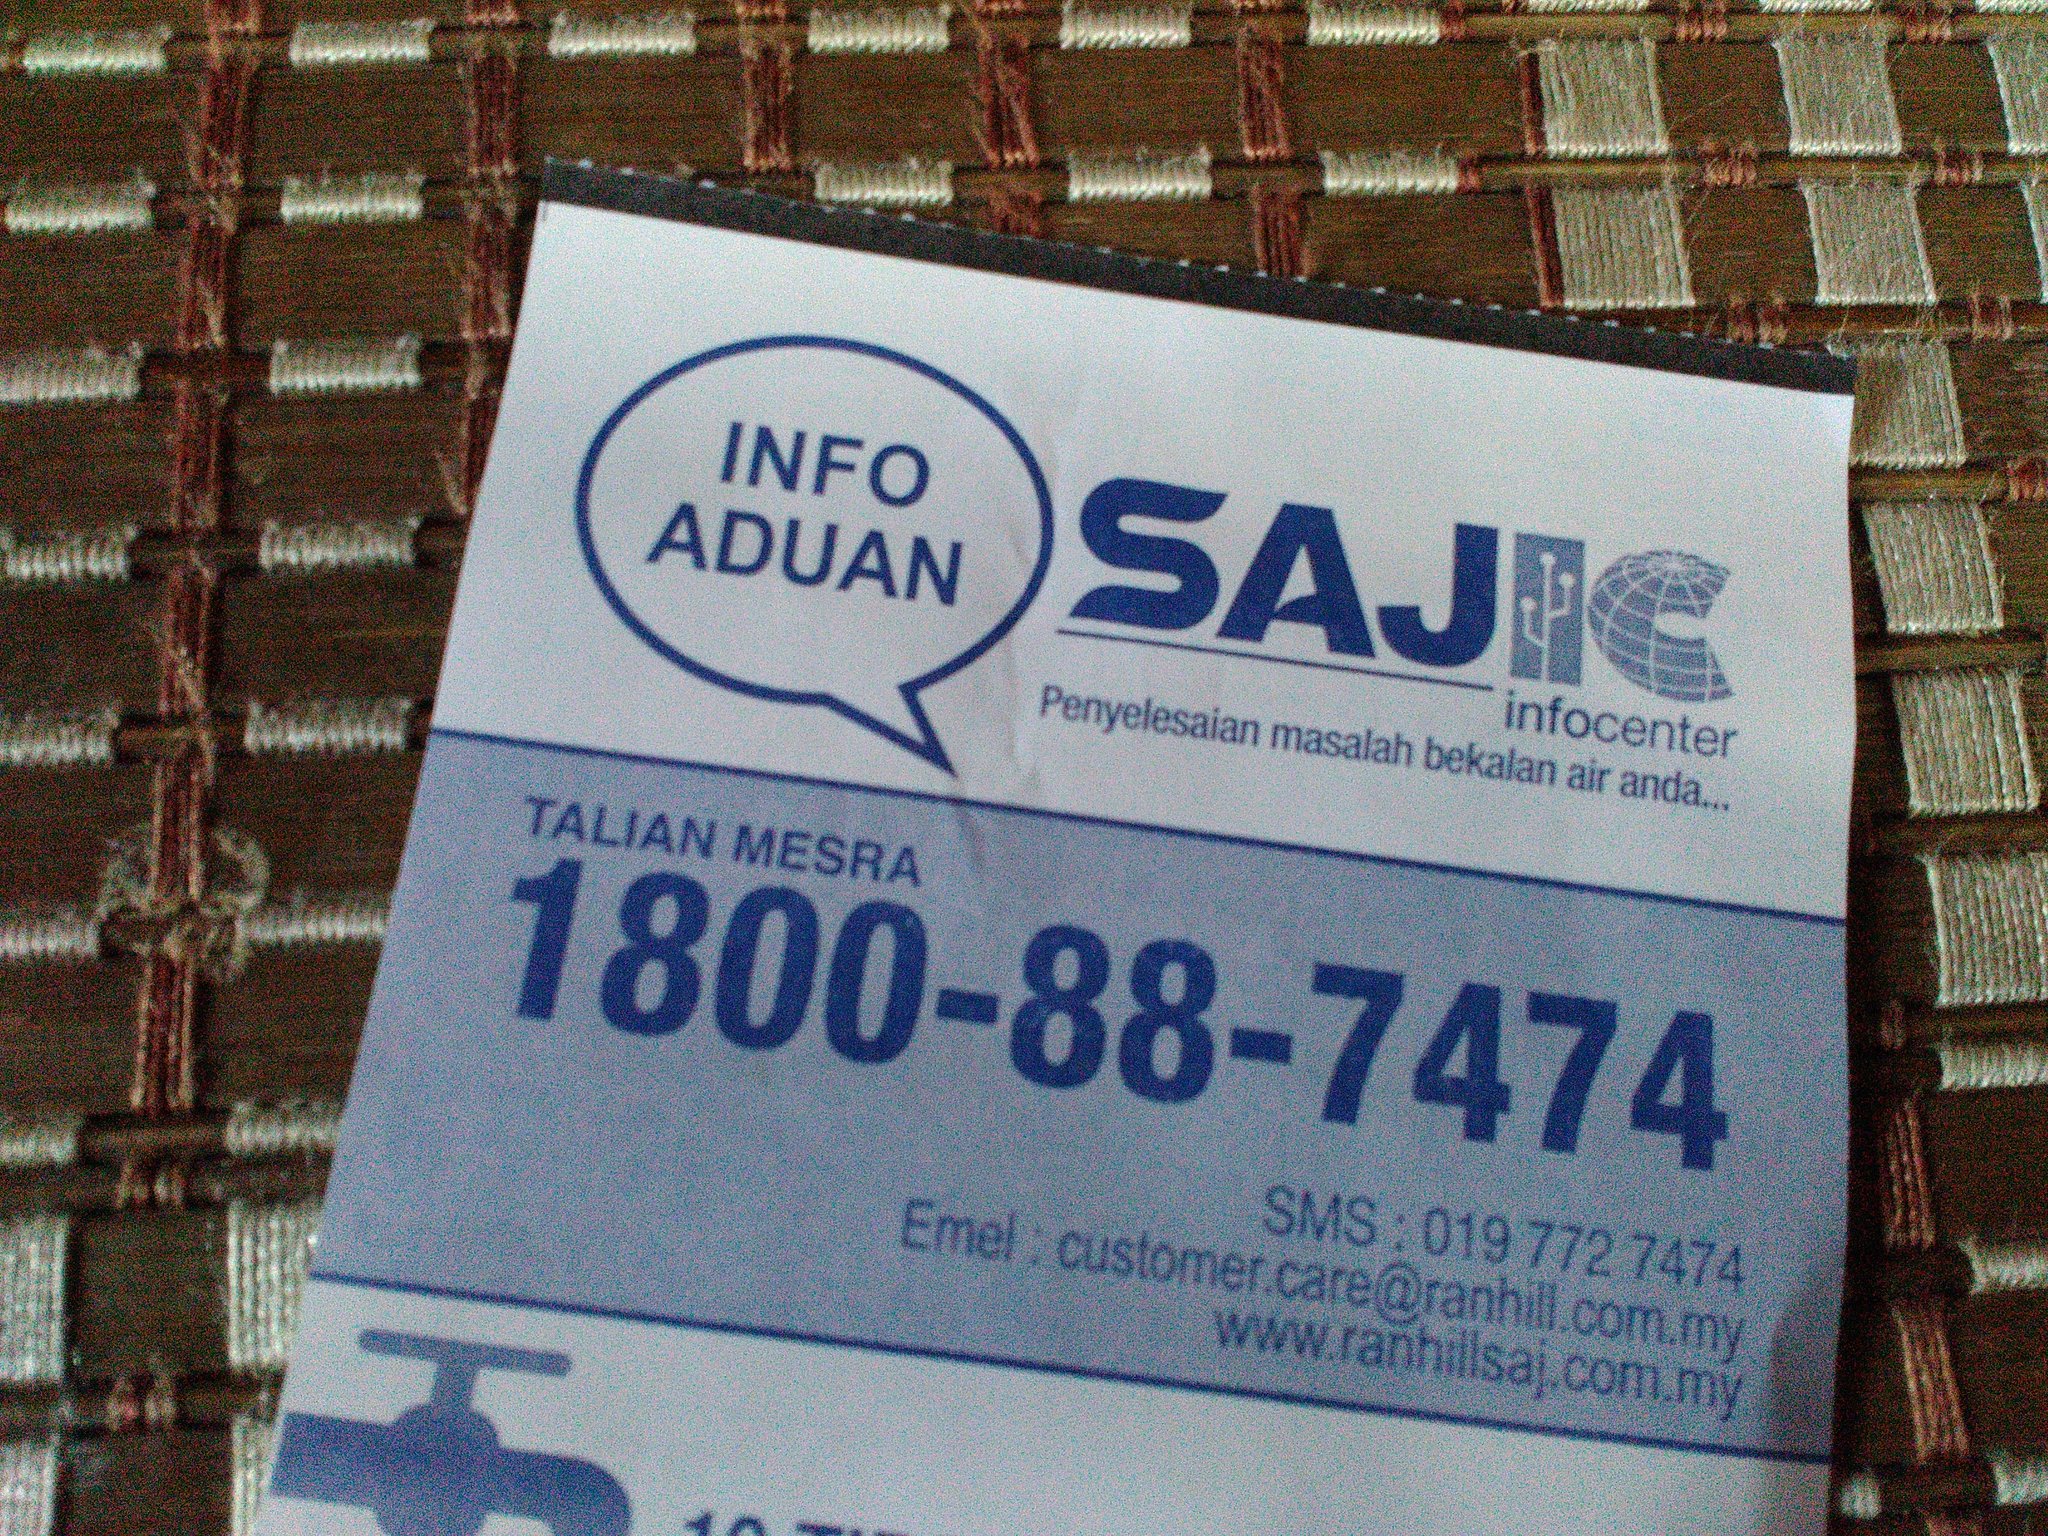 INFO
ADUAN
SAJIC
infocenter
Penyelesaian masalah bekalan air anda...
TALIAN MESRA
1800-88-7474
SMS : 019 772 7474
Emel : customer.care@ranhill.com.my
www.ranhillsaj.com.my
10